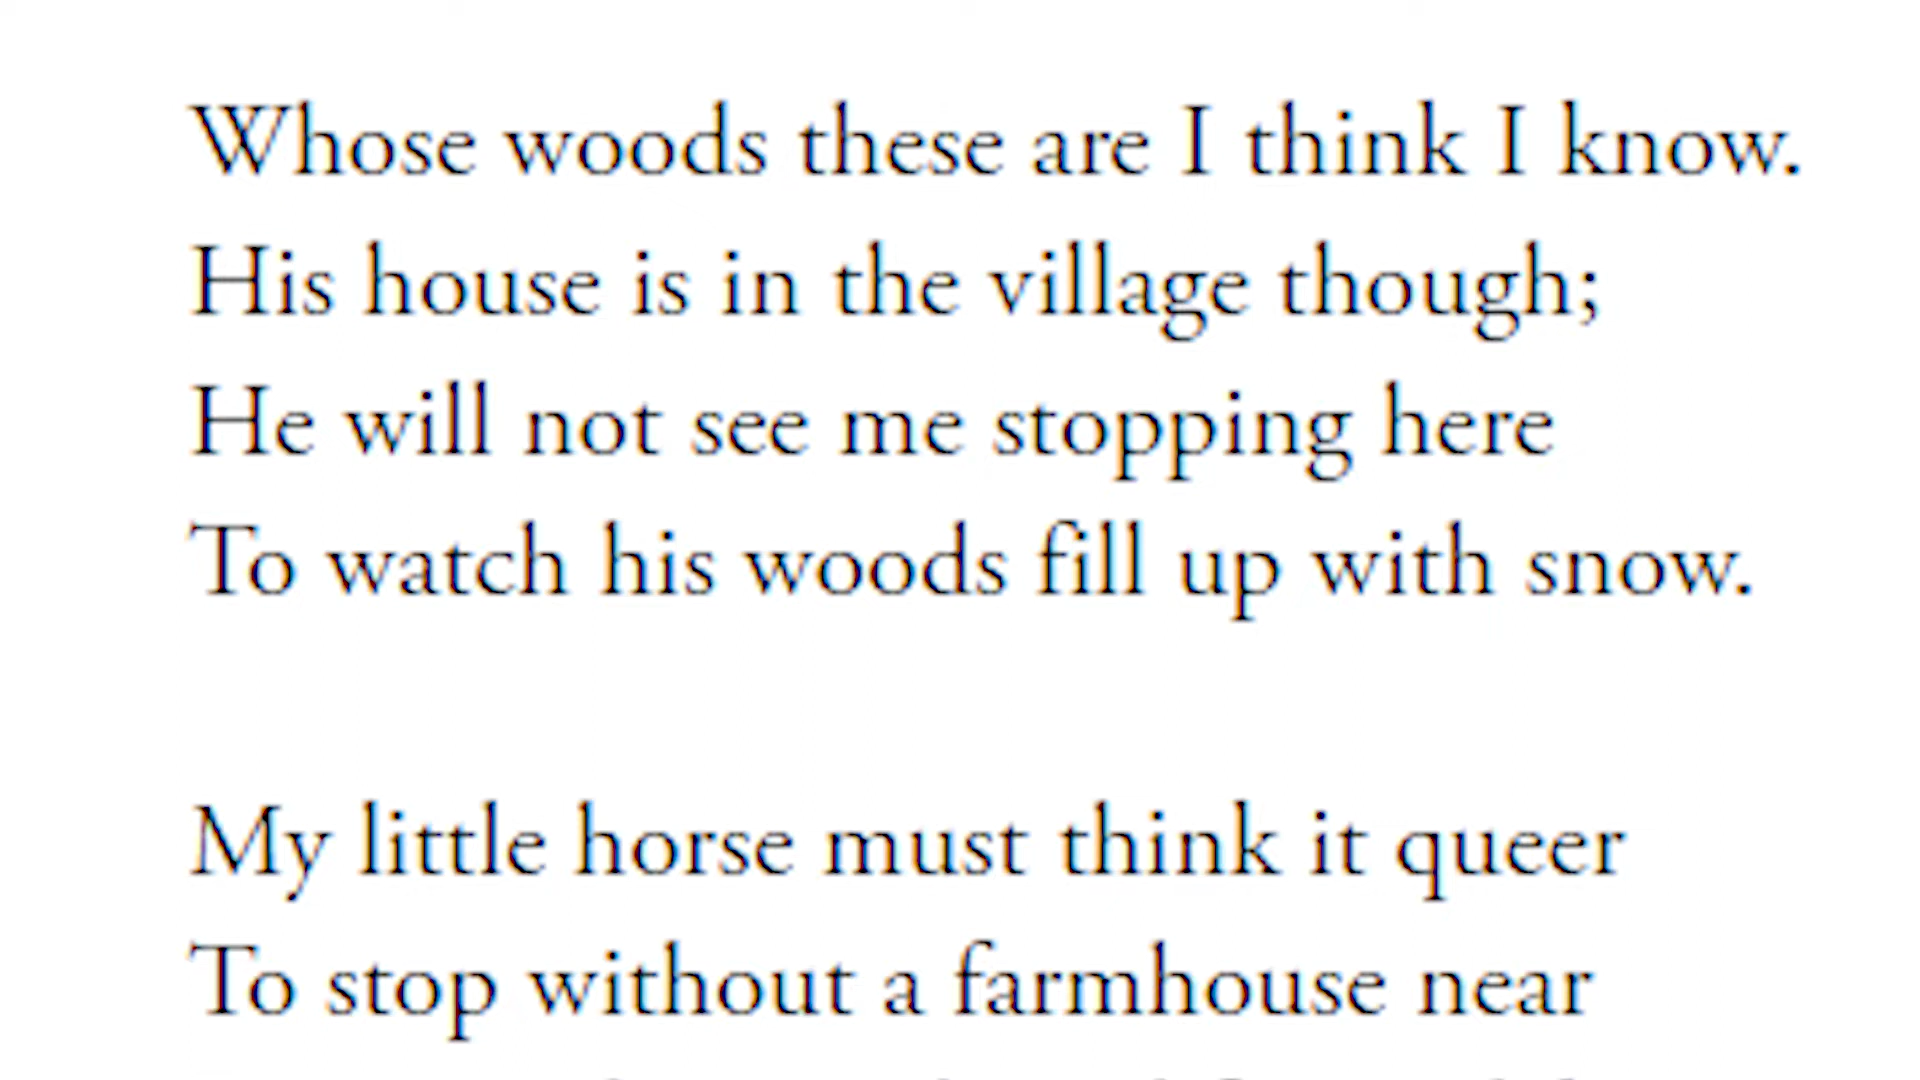 Whose woods these are I think I know.
His house is in the village though;
He will not see me stopping here
To watch his woods fill up with snow.
My little horse must think it queer
To stop without a farmhouse near